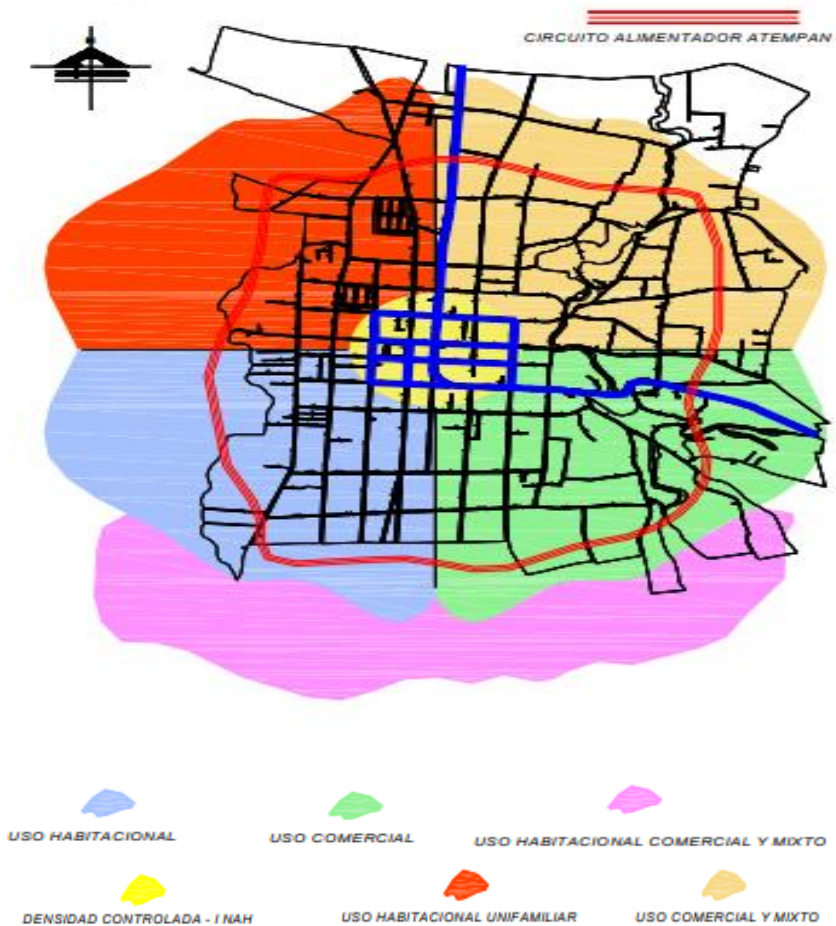 CIRCUITO ALIMENTADOR ATEMPAN
USO HABITACIONAL
USO COMERCIAL
USO HABITACIONAL COMERCIAL Y MIXTO
DENSIDAD CONTROLADA - I NAH
USO HABITACIONAL UNIFAMILIAR
USO COMERCIAL Y MIXTO